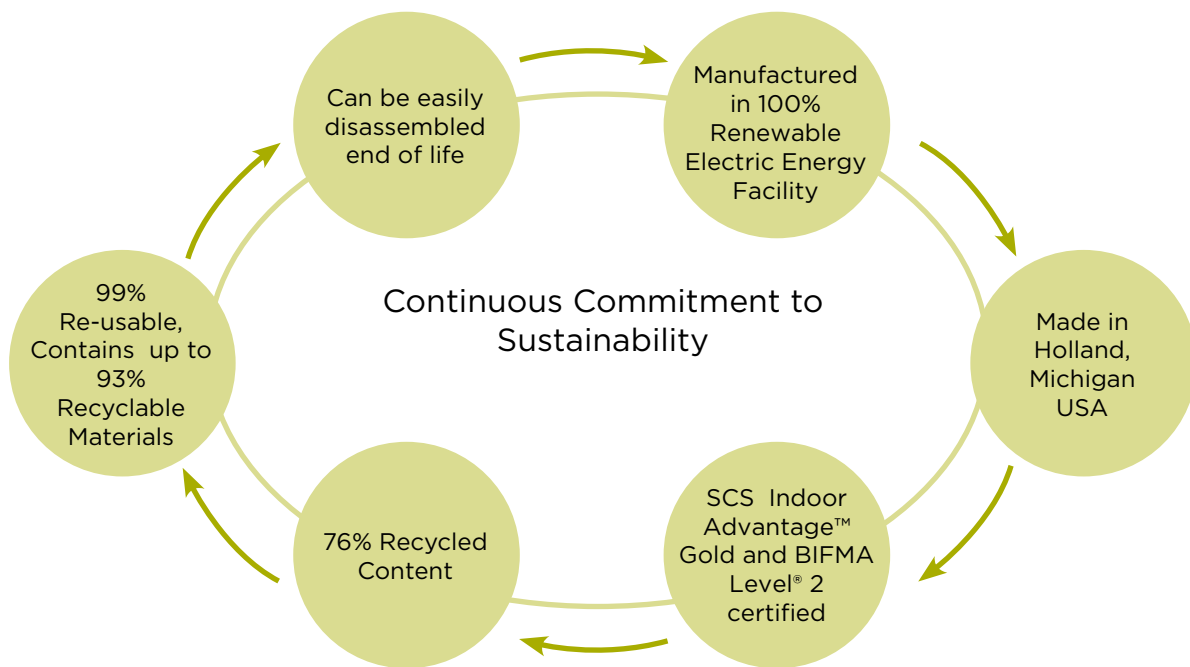 Can be easily
disassembled
end of life
Manufactured
in 100%
Renewable
Electric Energy
Facility
Made in
Holland,
Michigan
USA
SCS Indoor
Advantage™
Gold and BIFMA
Level® 2
certified
76% Recycled
Content
99%
Re-usable,
Contains up to
93%
Recyclable
Materials
Continuous Commitment to
Sustainability